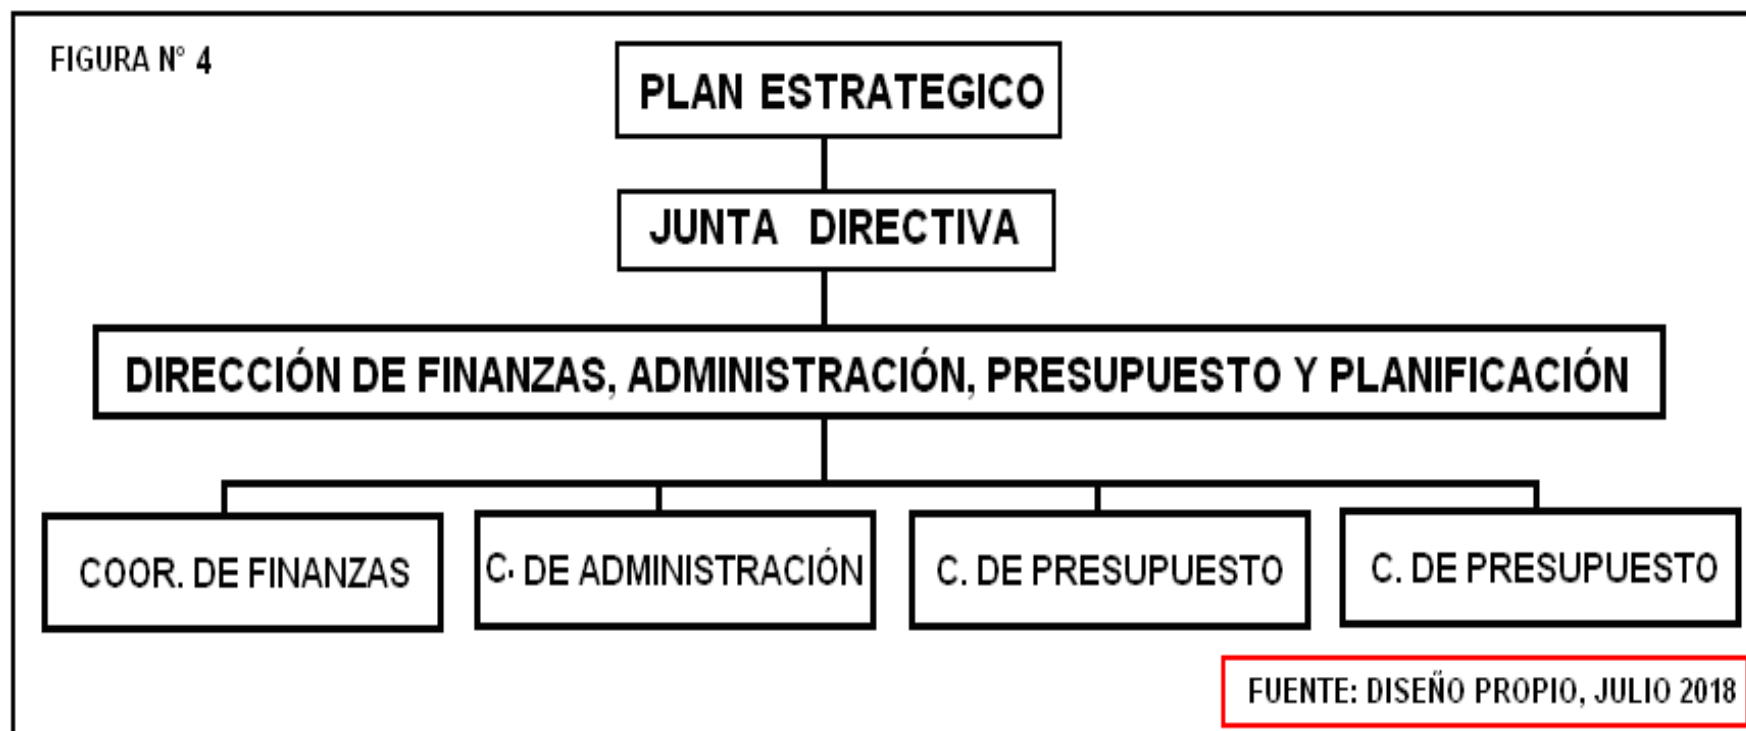 FIGURA N° 4
PLAN ESTRATEGICO
JUNTA DIRECTIVA
DIRECCIÓN DE FINANZAS, ADMINISTRACIÓN, PRESUPUESTO Y PLANIFICACIÓN
COOR. DE FINANZAS
C. DE ADMINISTRACIÓN
C. DE PRESUPUESTO
C. DE PRESUPUESTO
FUENTE: DISEÑO PROPIO, JULIO 2018